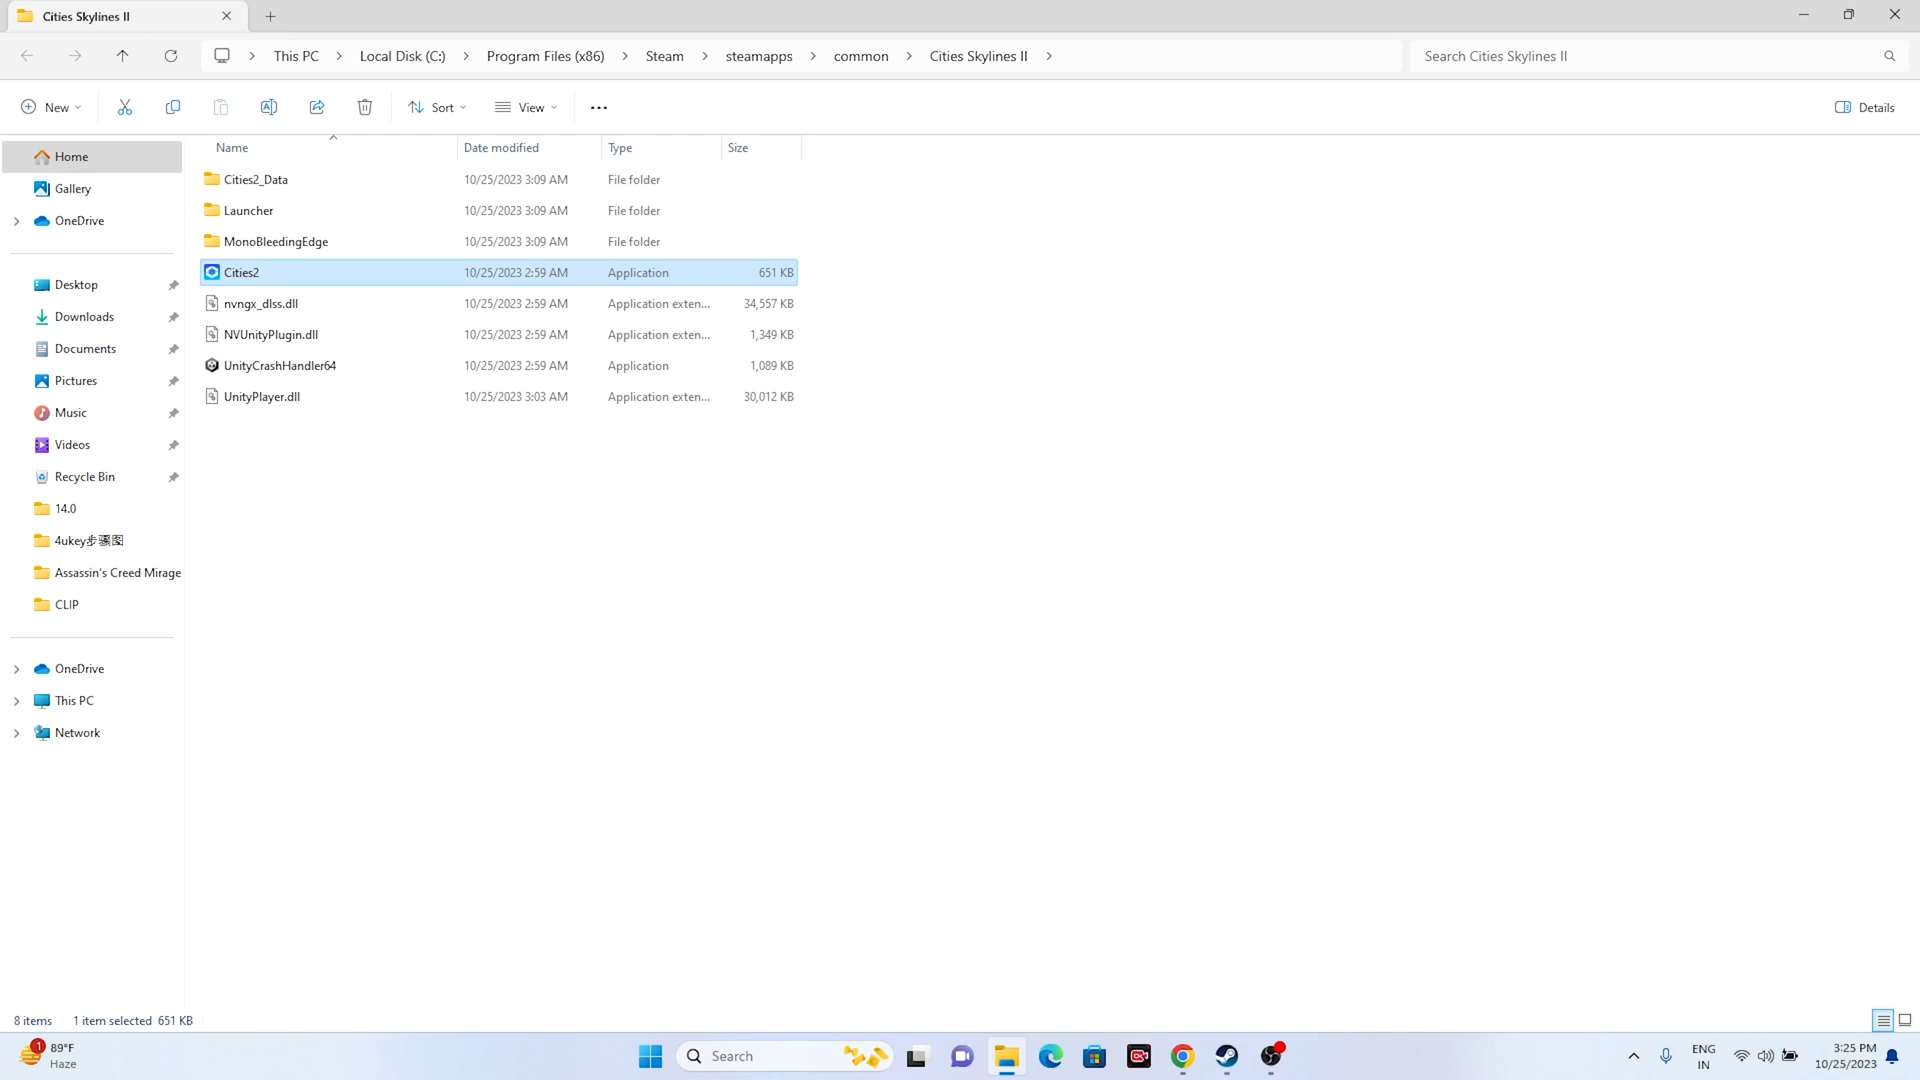 Cities Skylines II
This PC > Local Disk (C:) > Program Files (x86) > Steam > steamapps > common > Cities Skylines II >
Search Cities Skylines II
New
Sort
View
Details
Name Date modified Type Size
Cities2_Data 10/25/2023 3:09 AM File folder
Launcher 10/25/2023 3:09 AM File folder
MonoBleedingEdge 10/25/2023 3:09 AM File folder
Cities2 10/25/2023 2:59 AM Application 651 KB
nvngx_dlss.dll 10/25/2023 2:59 AM Application exten... 34,557 KB
NVUnityPlugin.dll 10/25/2023 2:59 AM Application exten... 1,349 KB
UnityCrashHandler64 10/25/2023 2:59 AM Application 1,089 KB
UnityPlayer.dll 10/25/2023 3:03 AM Application exten... 30,012 KB
Home
Gallery
OneDrive
Desktop
Downloads
Documents
Pictures
Music
Videos
Recycle Bin
14.0
4ukey步骤图
Assassin's Creed Mirage
CLIP
OneDrive
This PC
Network
8 items 1 item selected 651 KB
1
89°F
Haze
Search
ENG
IN
3:25 PM
10/25/2023